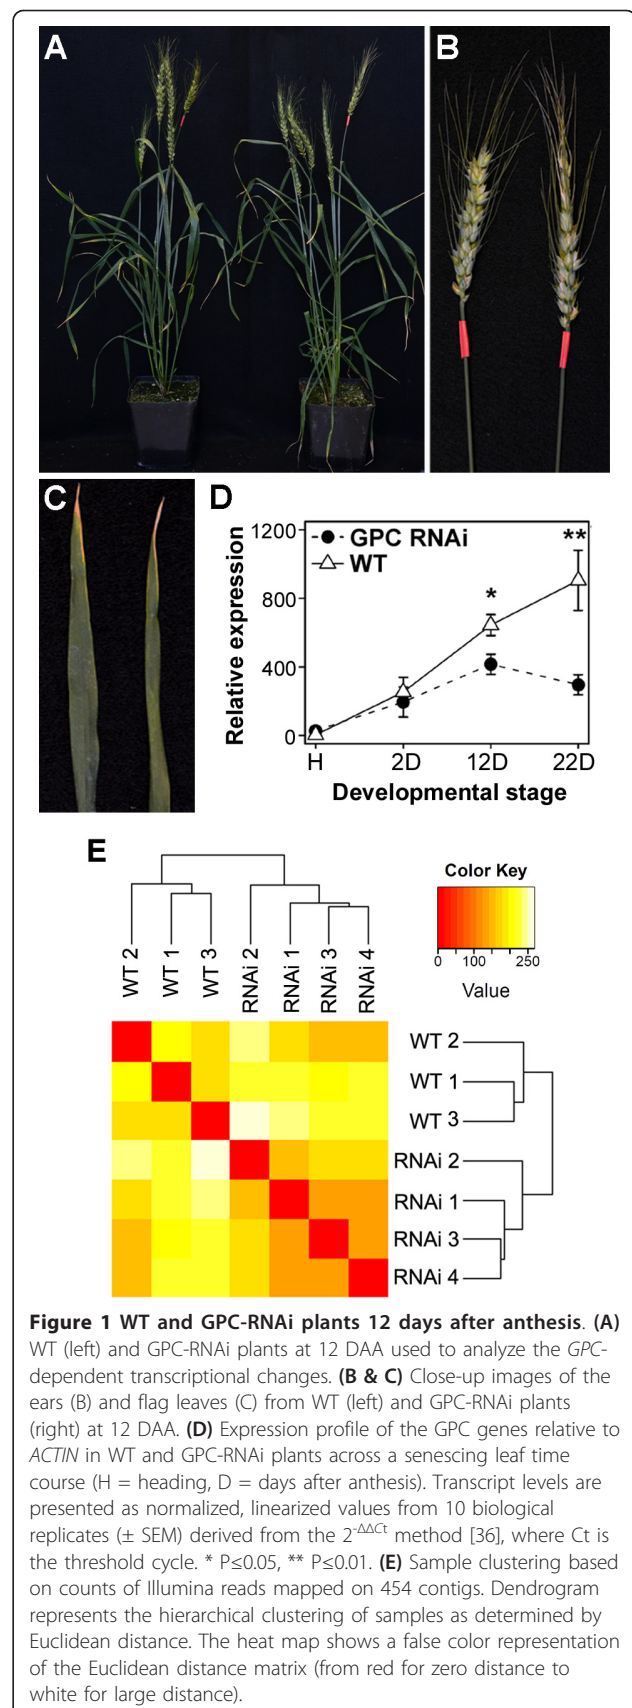 A
B
C
D
1200
800
400
0
Relative expression
GPC RNAi
WT
*
**
H 2D 12D 22D
Developmental stage
E
WT 2
WT 1
WT 3
RNAi 2
RNAi 1
RNAi 3
RNAi 4
Color Key
0 100 250
Value
WT 2
WT 1
WT 3
RNAi 2
RNAi 1
RNAi 3
RNAi 4
Figure 1 WT and GPC-RNAi plants 12 days after anthesis. (A)
WT (left) and GPC-RNAi plants at 12 DAA used to analyze the GPC-
dependent transcriptional changes. (B & C) Close-up images of the
ears (B) and flag leaves (C) from WT (left) and GPC-RNAi plants
(right) at 12 DAA. (D) Expression profile of the GPC genes relative to
ACTIN in WT and GPC-RNAi plants across a senescing leaf time
course (H = heading, D = days after anthesis). Transcript levels are
presented as normalized, linearized values from 10 biological
replicates (± SEM) derived from the 2^-ΔΔCt method [36], where Ct is
the threshold cycle. * P≤0.05, ** P≤0.01. (E) Sample clustering based
on counts of Illumina reads mapped on 454 contigs. Dendrogram
represents the hierarchical clustering of samples as determined by
Euclidean distance. The heat map shows a false color representation
of the Euclidean distance matrix (from red for zero distance to
white for large distance).